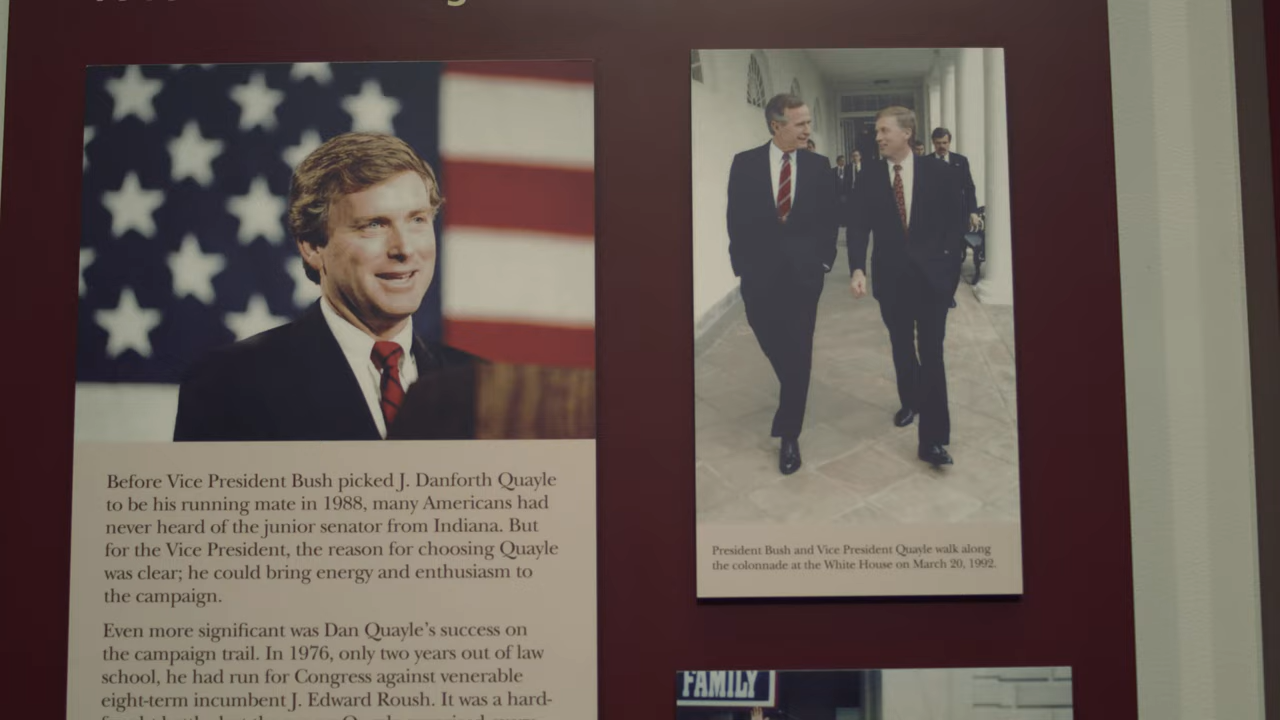 Before Vice President Bush picked J. Danforth Quayle
to be his running mate in 1988, many Americans had
never heard of the junior senator from Indiana. But
for the Vice President, the reason for choosing Quayle
was clear; he could bring energy and enthusiasm to
the campaign.
Even more significant was Dan Quayle's success on
the campaign trail. In 1976, only two years out of law
school, he had run for Congress against venerable
eight-term incumbent J. Edward Roush. It was a hard-
President Bush and Vice President Quayle walk along
the colonnade at the White House on March 20, 1992.
FAMILY